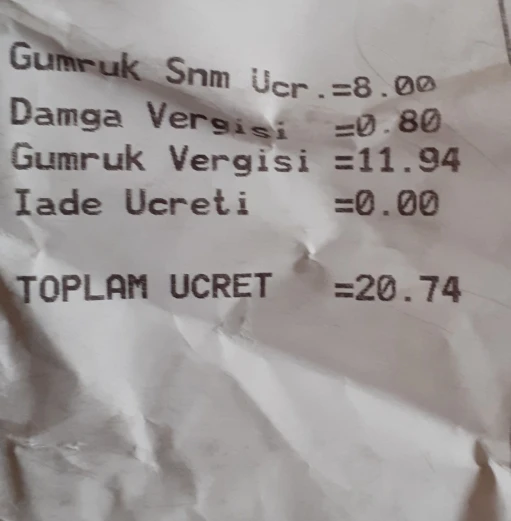 Gumruk Snm Ucr.=8.00
Damga Vergisi =0.80
Gumruk Vergisi =11.94
Iade Ucreti =0.00
TOPLAM UCRET =20.74